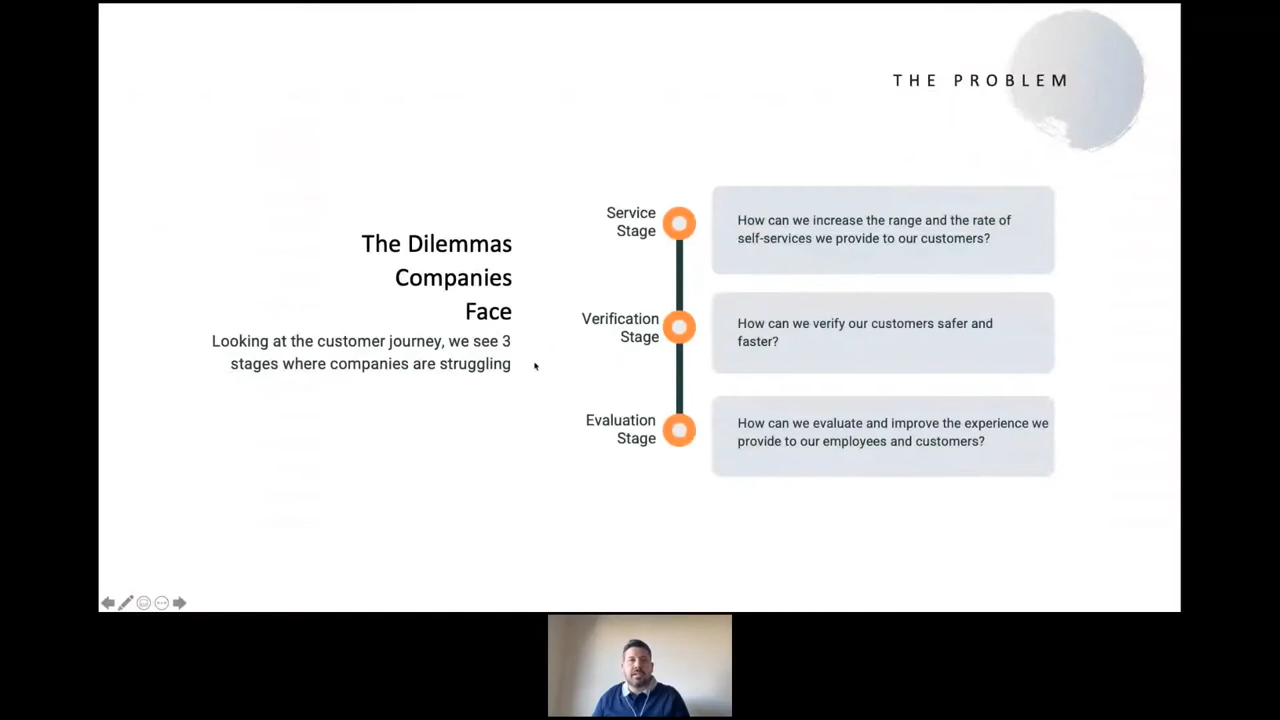 THE PROBLEM
The Dilemmas
Companies
Face
Looking at the customer journey, we see 3
stages where companies are struggling
Service
Stage
How can we increase the range and the rate of
self-services we provide to our customers?
Verification
Stage
How can we verify our customers safer and
faster?
Evaluation
Stage
How can we evaluate and improve the experience we
provide to our employees and customers?